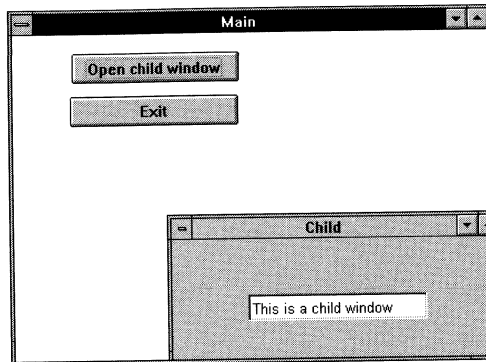 Main
Open child window
Exit
Child
This is a child window